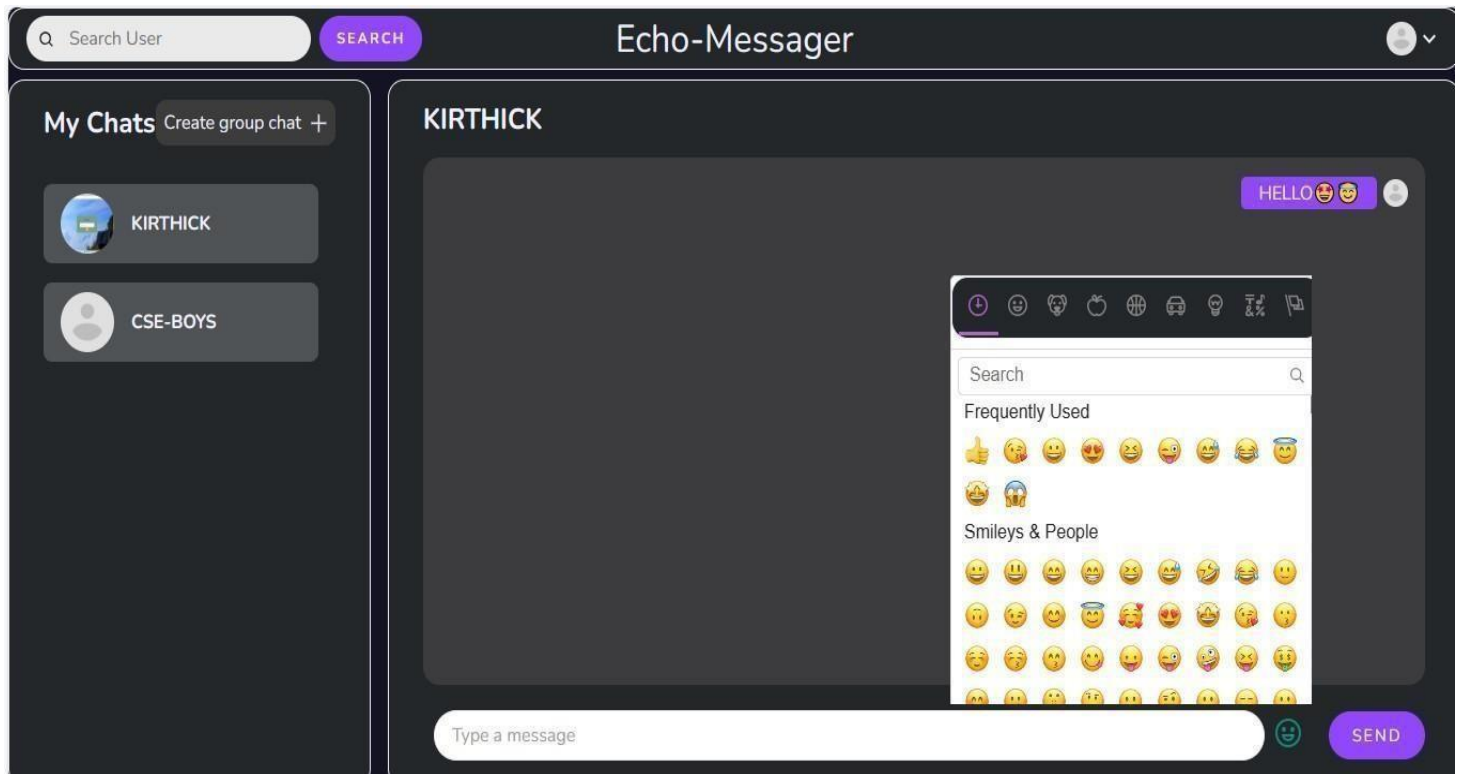 Search User
SEARCH
Echo-Messager
My Chats
Create group chat +
KIRTHICK
CSE-BOYS
KIRTHICK
HELLO🤩😇
Search
Frequently Used
Smileys & People
Type a message
SEND